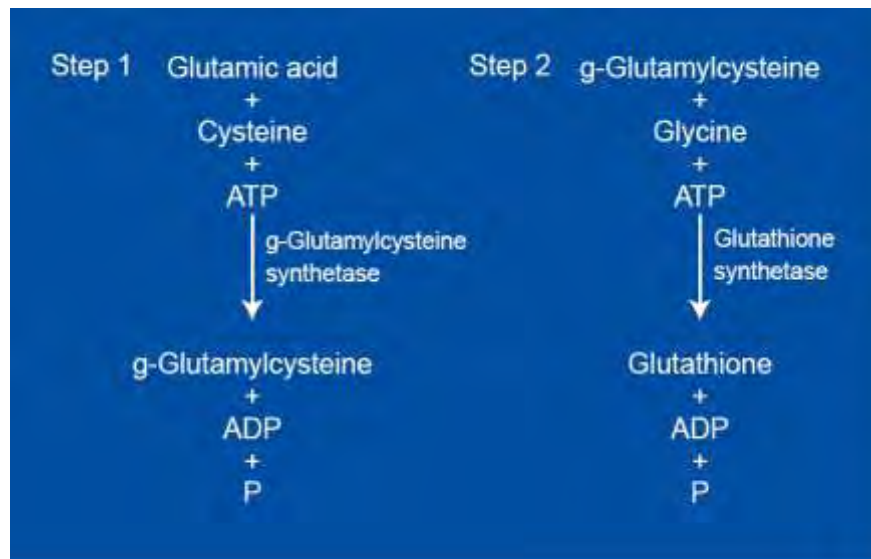 Step 1
Glutamic acid
+
Cysteine
+
ATP
g-Glutamylcysteine
synthetase
g-Glutamylcysteine
+
ADP
+
P
Step 2
g-Glutamylcysteine
+
Glycine
+
ATP
Glutathione
synthetase
Glutathione
+
ADP
+
P